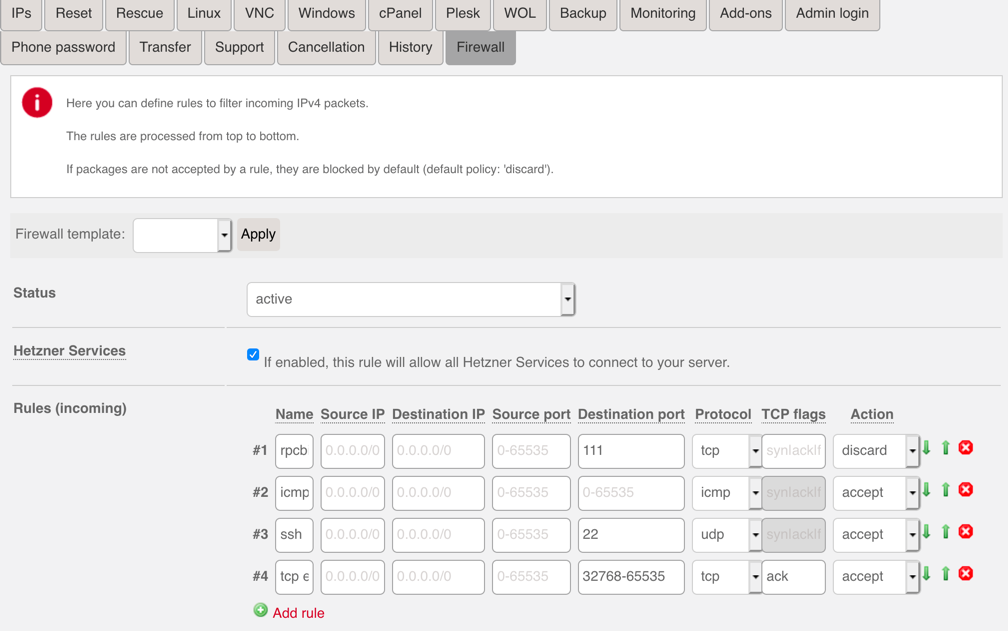 IPs Reset Rescue Linux VNC Windows cPanel Plesk WOL Backup Monitoring Add-ons Admin login
Phone password Transfer Support Cancellation History Firewall
Here you can define rules to filter incoming IPv4 packets.
The rules are processed from top to bottom.
If packages are not accepted by a rule, they are blocked by default (default policy: 'discard').
Firewall template: Apply
Status active
Hetzner Services If enabled, this rule will allow all Hetzner Services to connect to your server.
Rules (incoming)
Name Source IP Destination IP Source port Destination port Protocol TCP flags Action
#1 rpcb 0.0.0.0/0 0.0.0.0/0 0-65535 111 tcp syn|ack|f discard
#2 icmp 0.0.0.0/0 0.0.0.0/0 0-65535 0-65535 icmp syn|ack|f accept
#3 ssh 0.0.0.0/0 0.0.0.0/0 0-65535 22 udp syn|ack|f accept
#4 tcp e 0.0.0.0/0 0.0.0.0/0 0-65535 32768-65535 tcp ack accept
Add rule